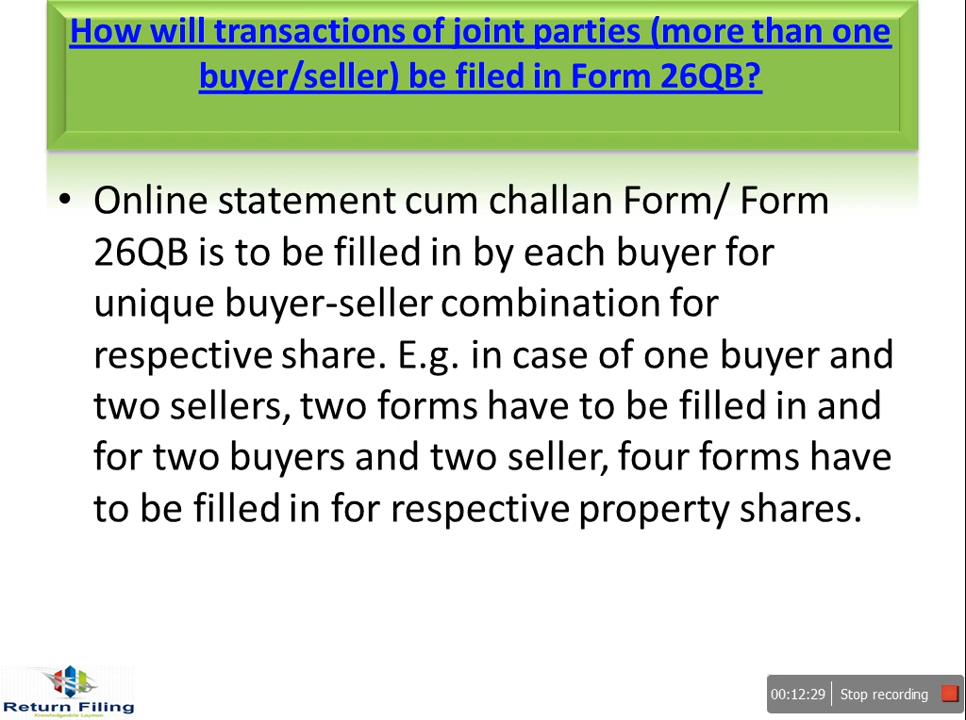 How will transactions of joint parties (more than one
buyer/seller) be filed in Form 26QB?
• Online statement cum challan Form/ Form
26QB is to be filled in by each buyer for
unique buyer-seller combination for
respective share. E.g. in case of one buyer and
two sellers, two forms have to be filled in and
for two buyers and two seller, four forms have
to be filled in for respective property shares.
Return Filing
Knowledgeable Layman
00:12:29 Stop recording